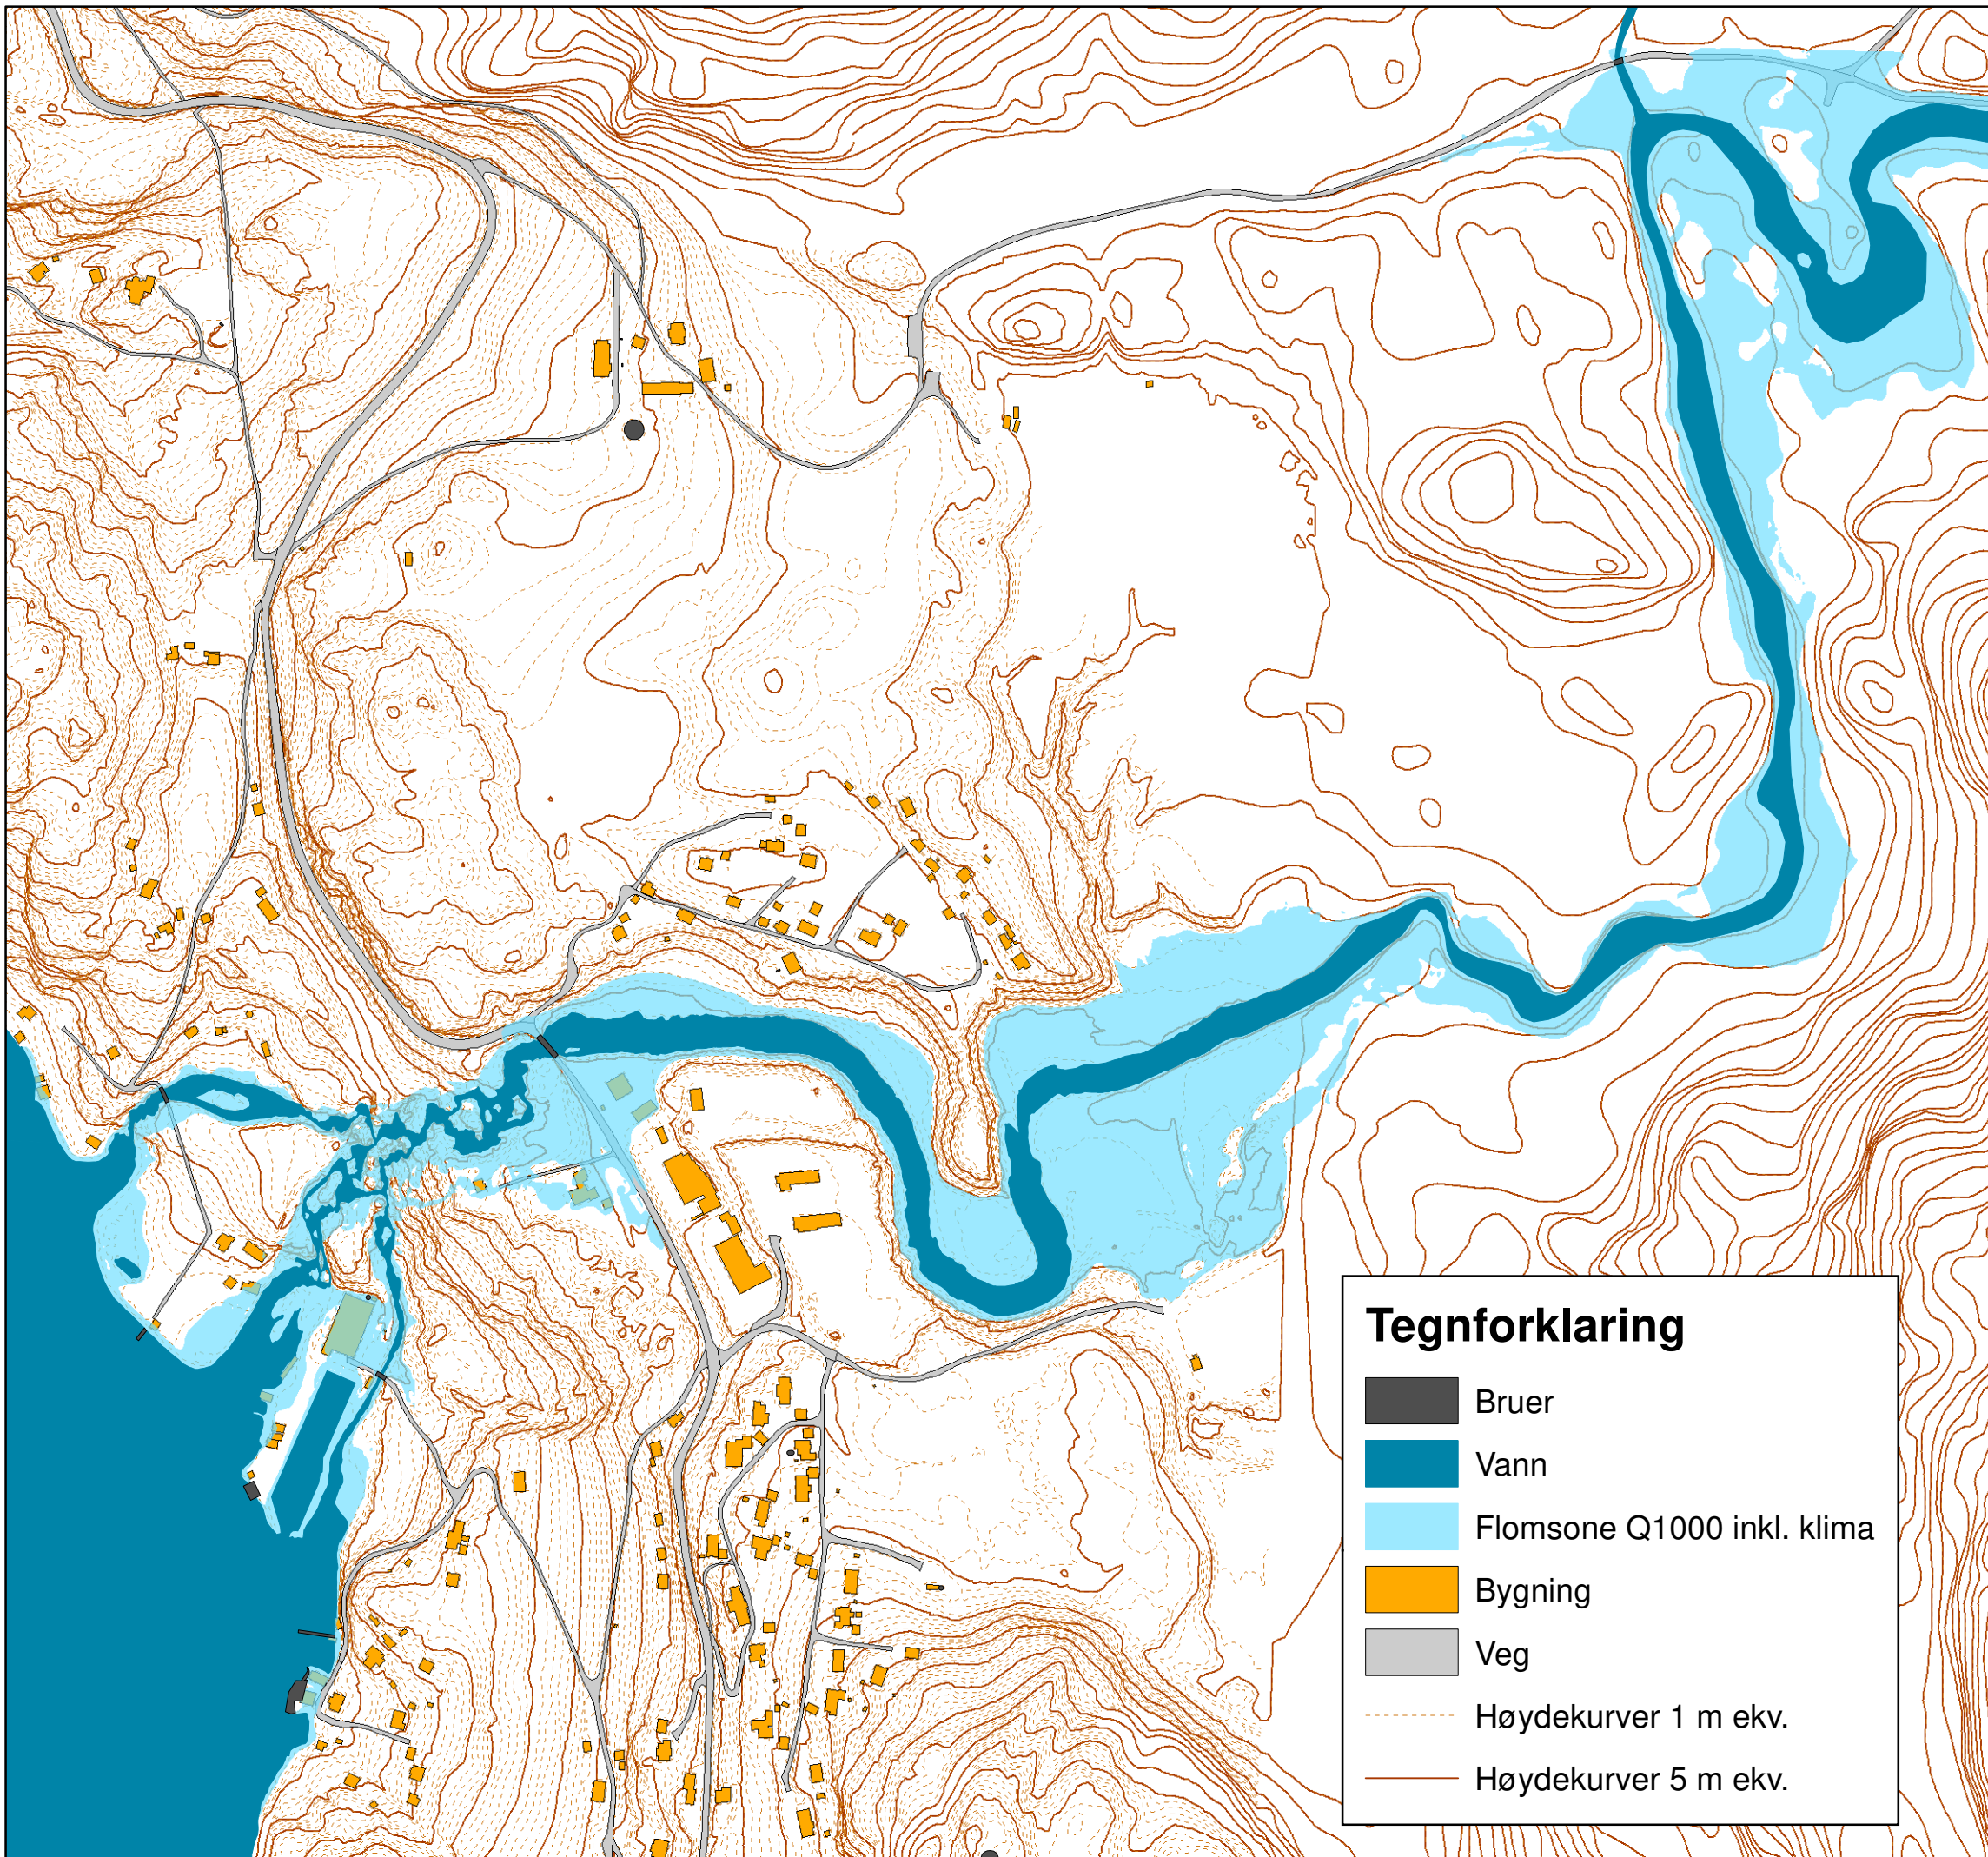 Tegnforklaring
Bruer
Vann
Flomsone Q1000 inkl. klima
Bygning
Veg
Høydekurver 1 m ekv.
Høydekurver 5 m ekv.